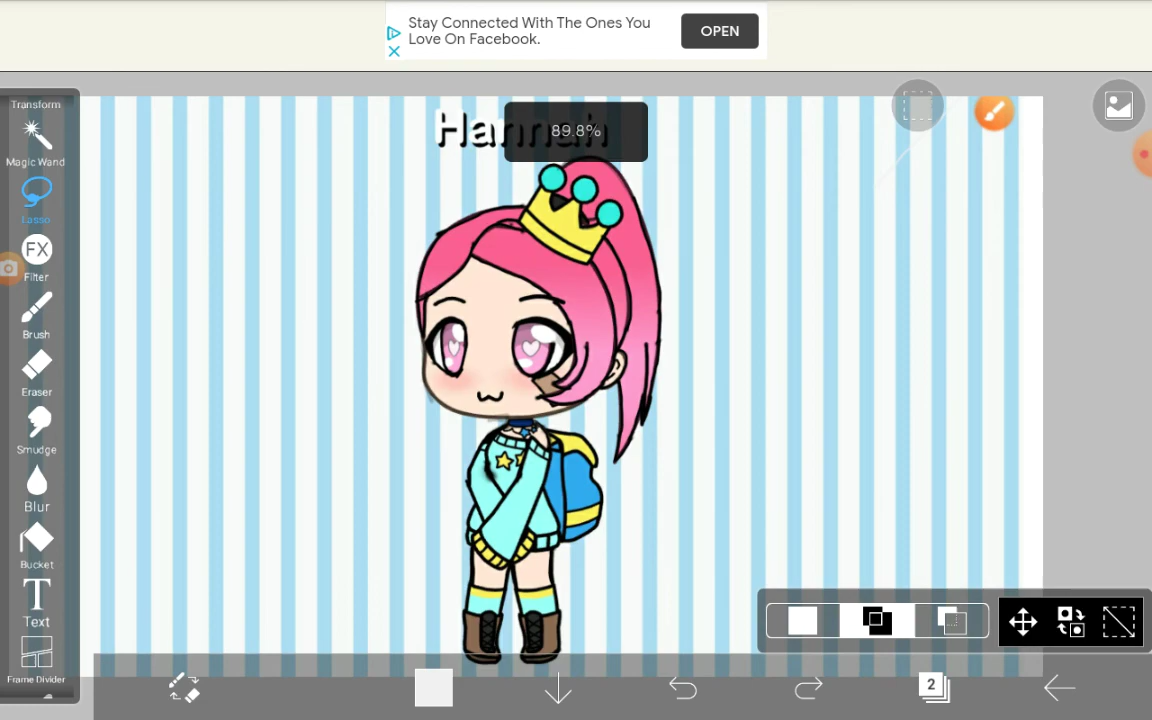 Stay Connected With The Ones You
Love On Facebook.
OPEN
Transform
Hannah
89.8%
Magic Wand
Lasso
FX
Filter
Brush
Eraser
Smudge
Blur
Bucket
T
Text
Frame Divider
2